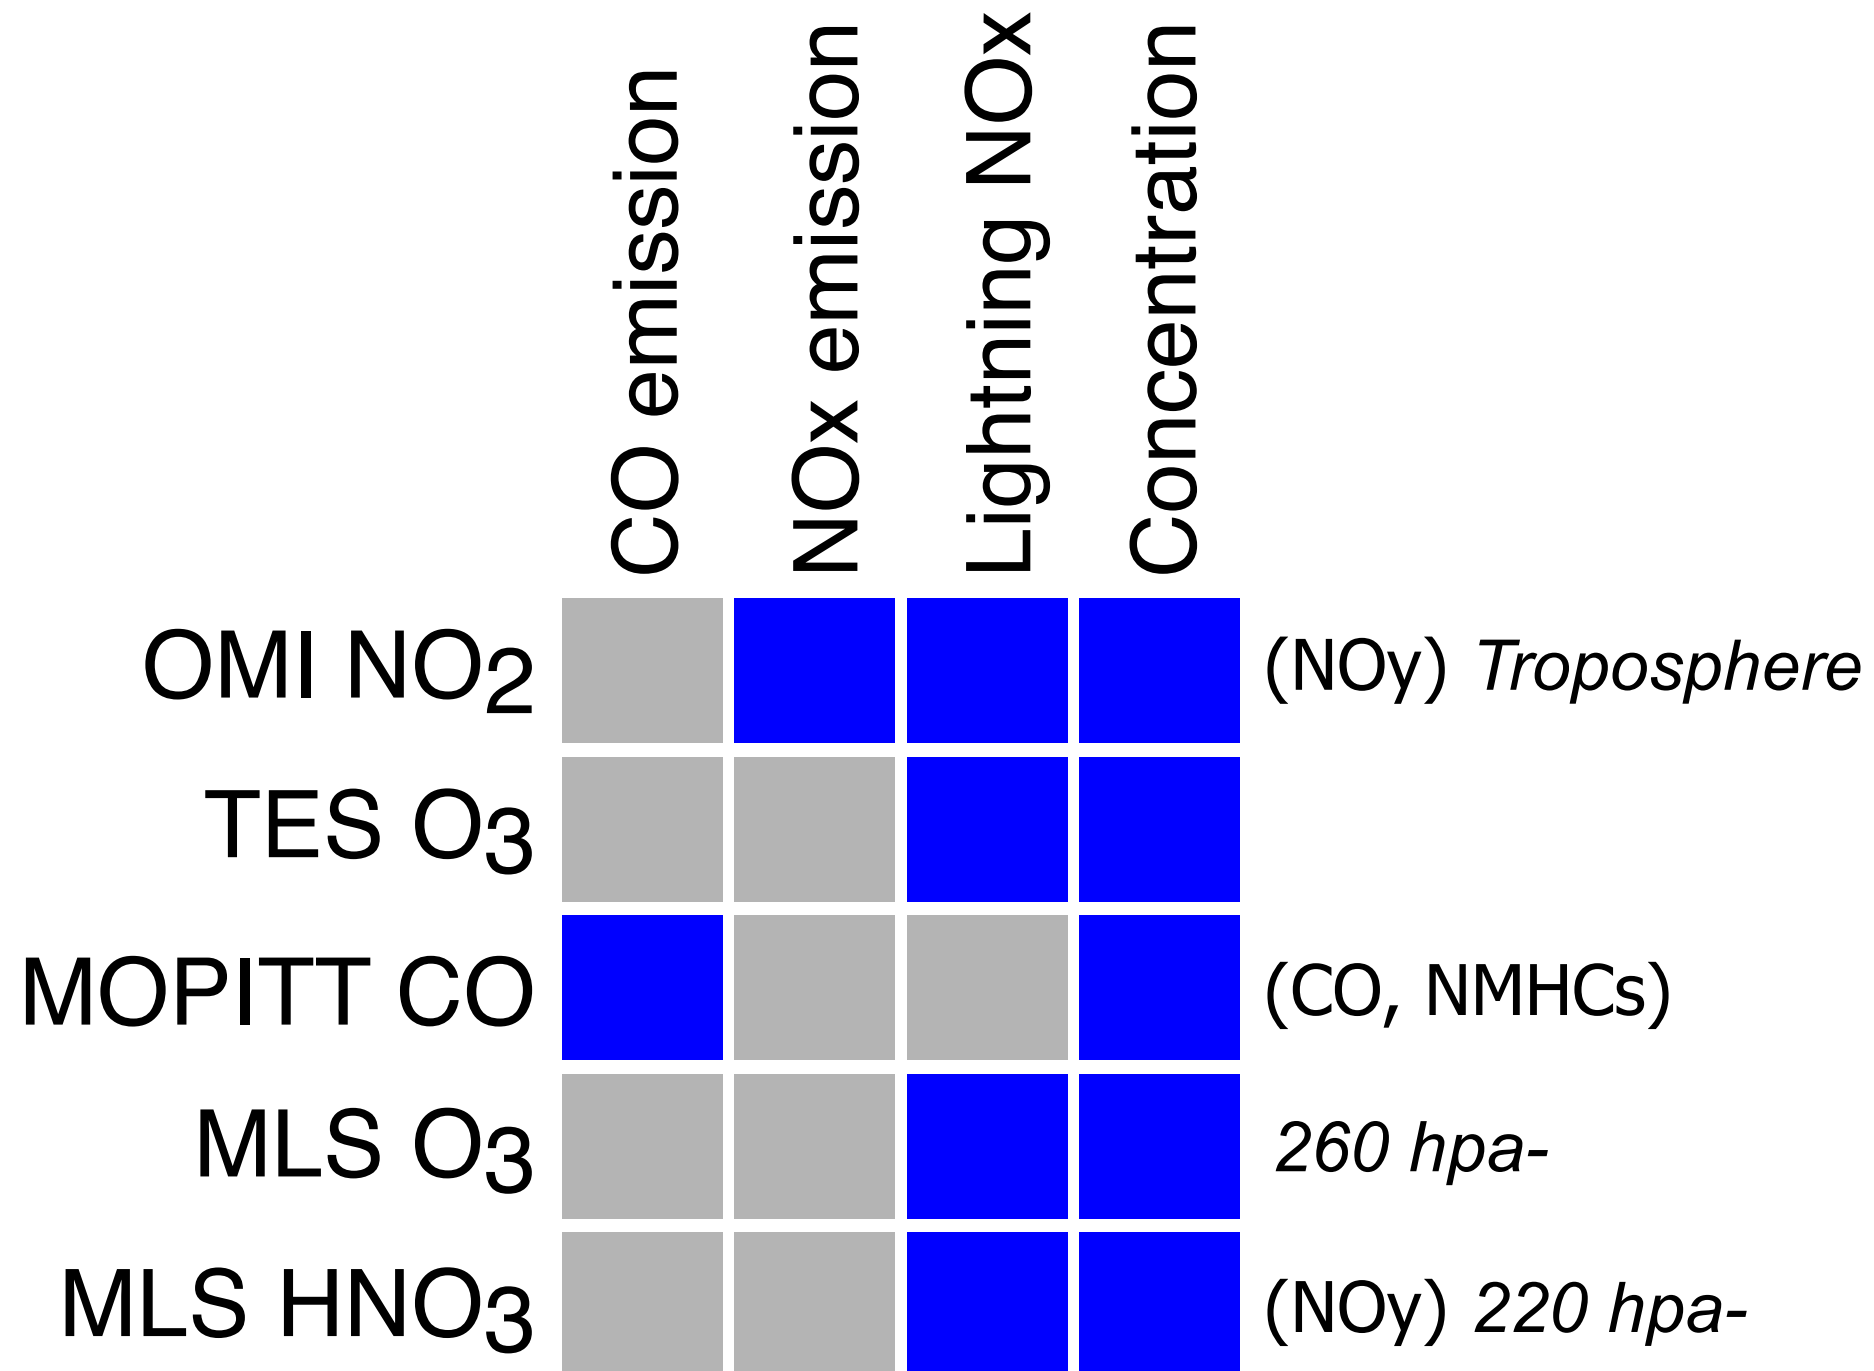 CO emission
NOx emission
Lightning NOx
Concentration
OMI NO2 (NOy) Troposphere
TES O3
MOPITT CO (CO, NMHCs)
MLS O3 260 hpa-
MLS HNO3 (NOy) 220 hpa-